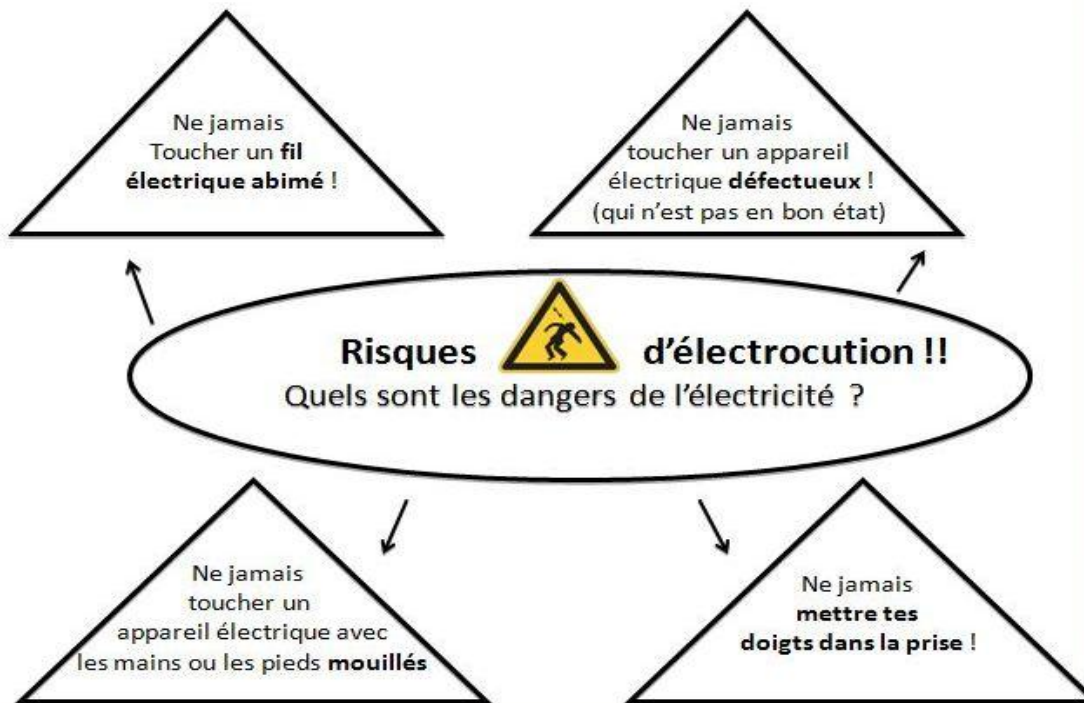 Ne jamais
Toucher un fil
électrique abimé !
Ne jamais
toucher un appareil
électrique défectueux !
(qui n'est pas en bon état)
Risques d'électrocution !!
Quels sont les dangers de l'électricité ?
Ne jamais
toucher un
appareil électrique avec
les mains ou les pieds mouillés
Ne jamais
mettre tes
doigts dans la prise !